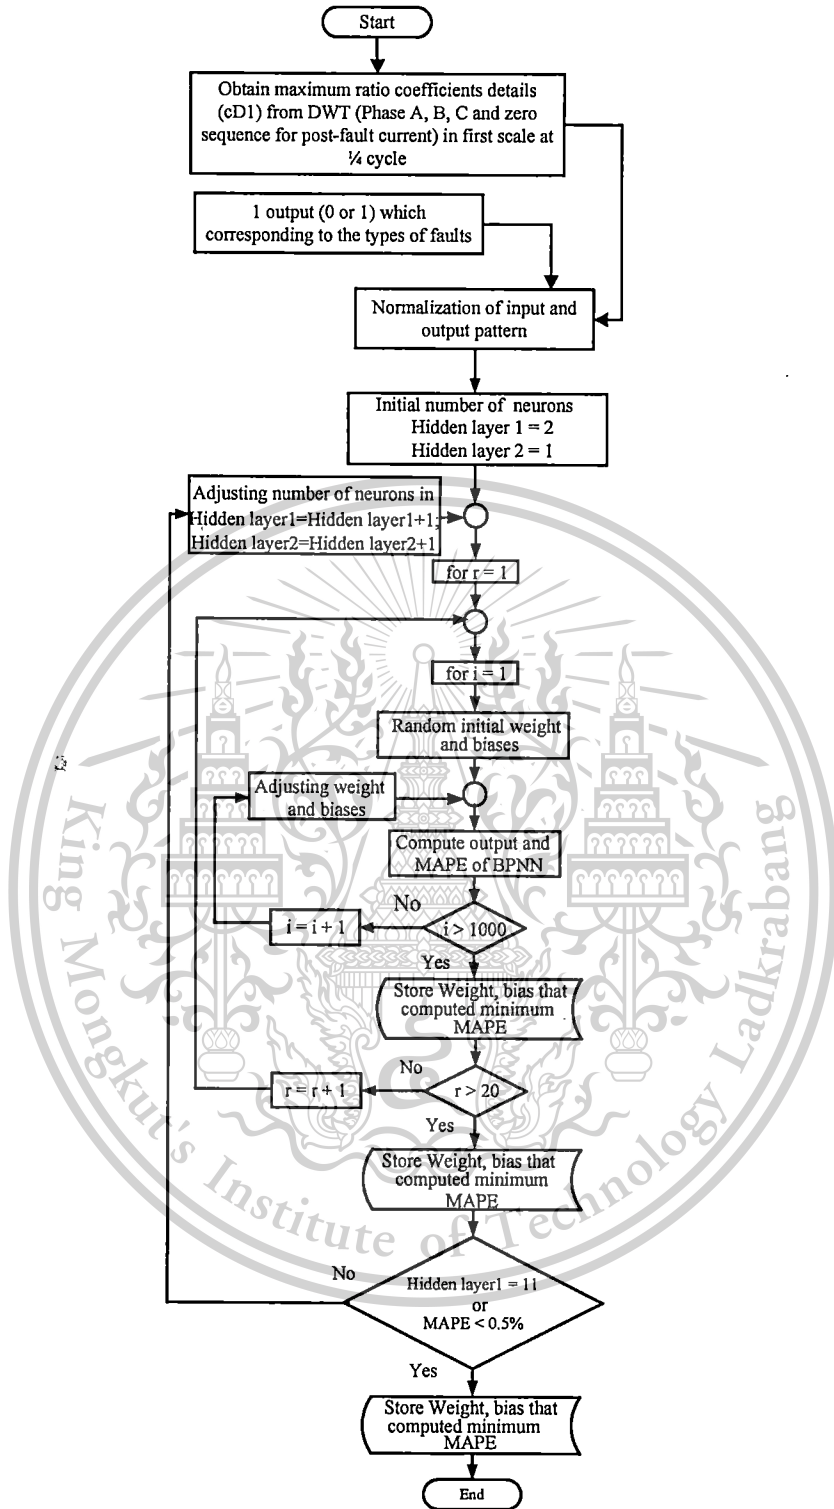 Start
Obtain maximum ratio coefficients details
(cD1) from DWT (Phase A, B, C and zero
sequence for post-fault current) in first scale at
¼ cycle
1 output (0 or 1) which
corresponding to the types of faults
Normalization of input and
output pattern
Initial number of neurons
Hidden layer 1 = 2
Hidden layer 2 = 1
Adjusting number of neurons in
Hidden layer1=Hidden layer1+1,
Hidden layer2=Hidden layer2+1
for r = 1
for i = 1
Random initial weight
and biases
Adjusting weight
and biases
Compute output and
MAPE of BPNN
No
i = i + 1
i > 1000
Yes
Store Weight, bias that
computed minimum
MAPE
No
r = r + 1
r > 20
Yes
Store Weight, bias that
computed minimum
MAPE
No
Hidden layer1 = 11
or
MAPE < 0.5%
Yes
Store Weight, bias that
computed minimum
MAPE
End
King Mongkut's Institute of Technology Ladkrabang